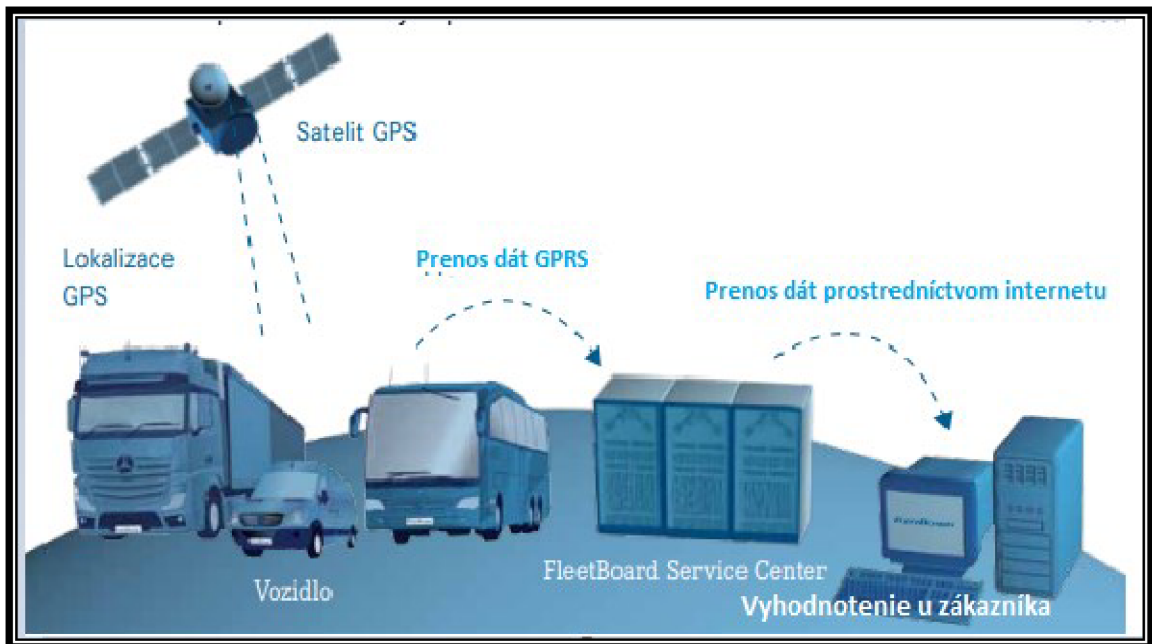 Satelit GPS
Lokalizace
GPS
Prenos dát GPRS
Prenos dát prostredníctvom internetu
Vozidlo
FleetBoard Service Center
Vyhodnotenie u zákazníka